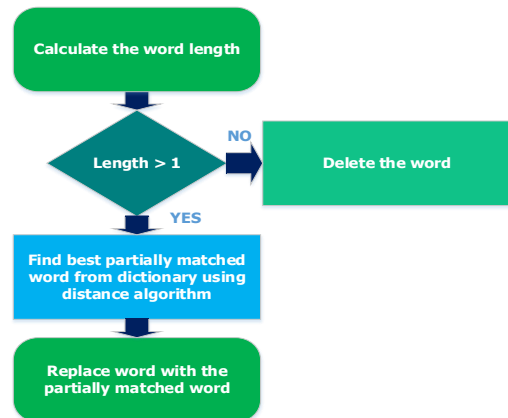 Calculate the word length
Length > 1
NO
Delete the word
YES
Find best partially matched
word from dictionary using
distance algorithm
Replace word with the
partially matched word